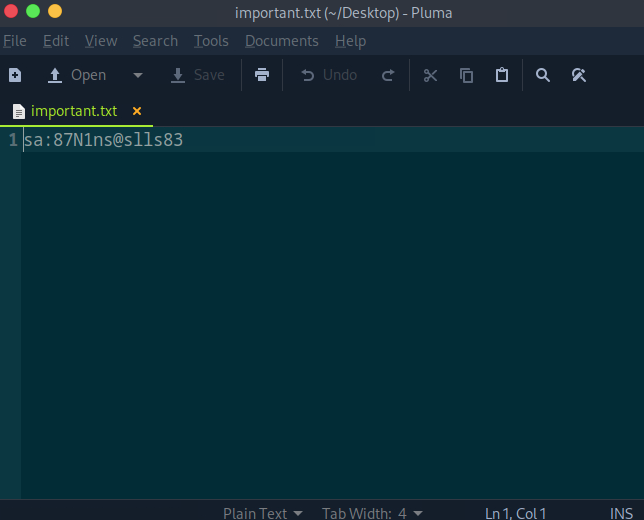 important.txt (~/Desktop) - Pluma
File Edit View Search Tools Documents Help
Open Save Undo
important.txt ×
1 sa:87N1ns@slls83
Plain Text Tab Width: 4 Ln 1, Col 1 INS